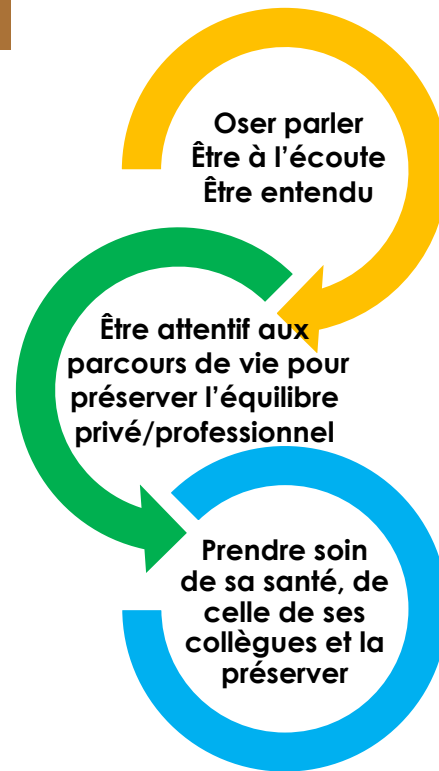 Oser parler
Être à l’écoute
Être entendu
Être attentif aux
parcours de vie pour
préserver l’équilibre
privé/professionnel
Prendre soin
de sa santé, de
celle de ses
collègues et la
préserver